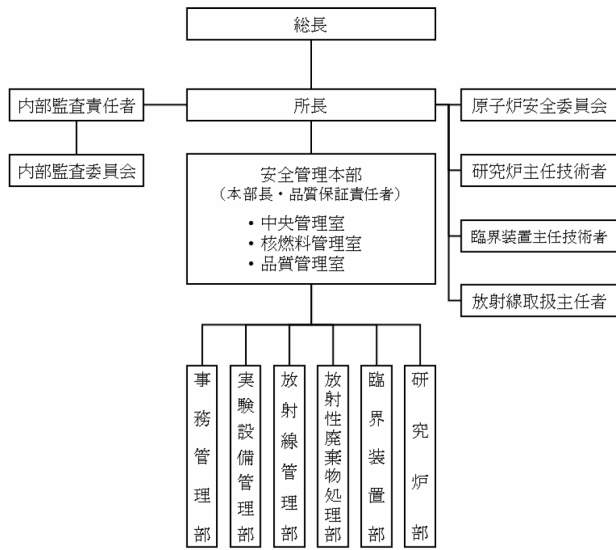 総長
内部監査責任者
所長
原子炉安全委員会
内部監査委員会
安全管理本部
（本部長・品質保証責任者）
・中央管理室
・核燃料管理室
・品質管理室
研究炉主任技術者
臨界装置主任技術者
放射線取扱主任者
事務管理部
実験設備管理部
放射線管理部
放射性廃棄物処理部
臨界装置部
研究炉部